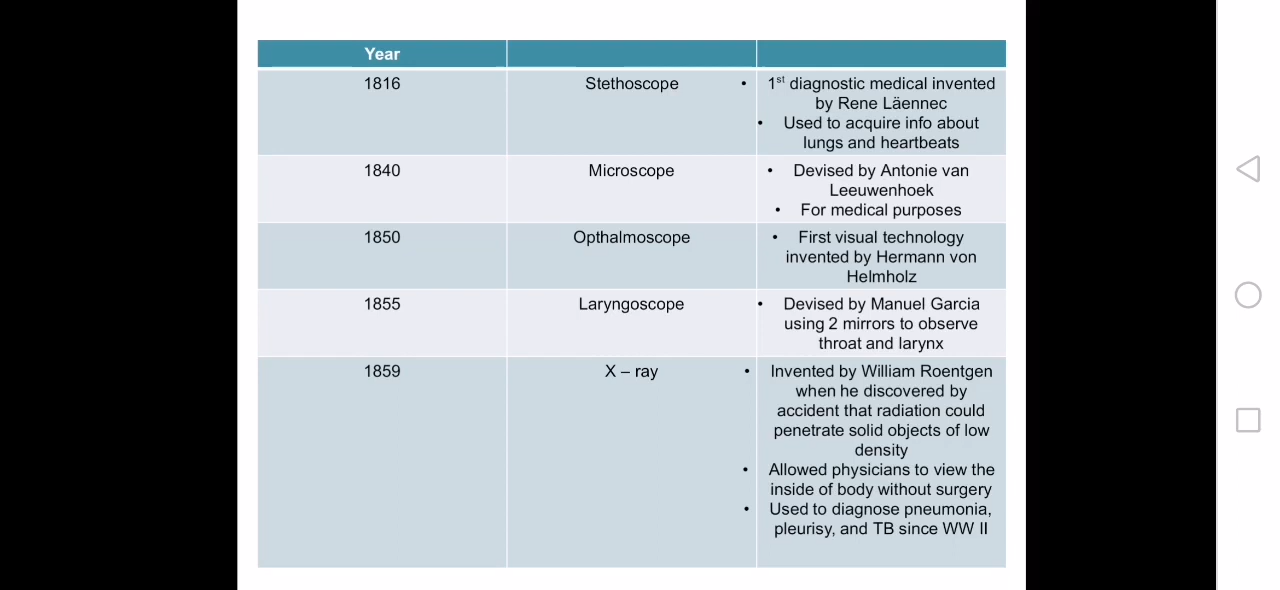 Year
1816
Stethoscope
• 1st diagnostic medical invented
by Rene Läennec
• Used to acquire info about
lungs and heartbeats
1840
Microscope
• Devised by Antonie van
Leeuwenhoek
• For medical purposes
1850
Opthalmoscope
• First visual technology
invented by Hermann von
Helmholz
1855
Laryngoscope
• Devised by Manuel Garcia
using 2 mirrors to observe
throat and larynx
1859
X – ray
• Invented by William Roentgen
when he discovered by
accident that radiation could
penetrate solid objects of low
density
• Allowed physicians to view the
inside of body without surgery
• Used to diagnose pneumonia,
pleurisy, and TB since WW II